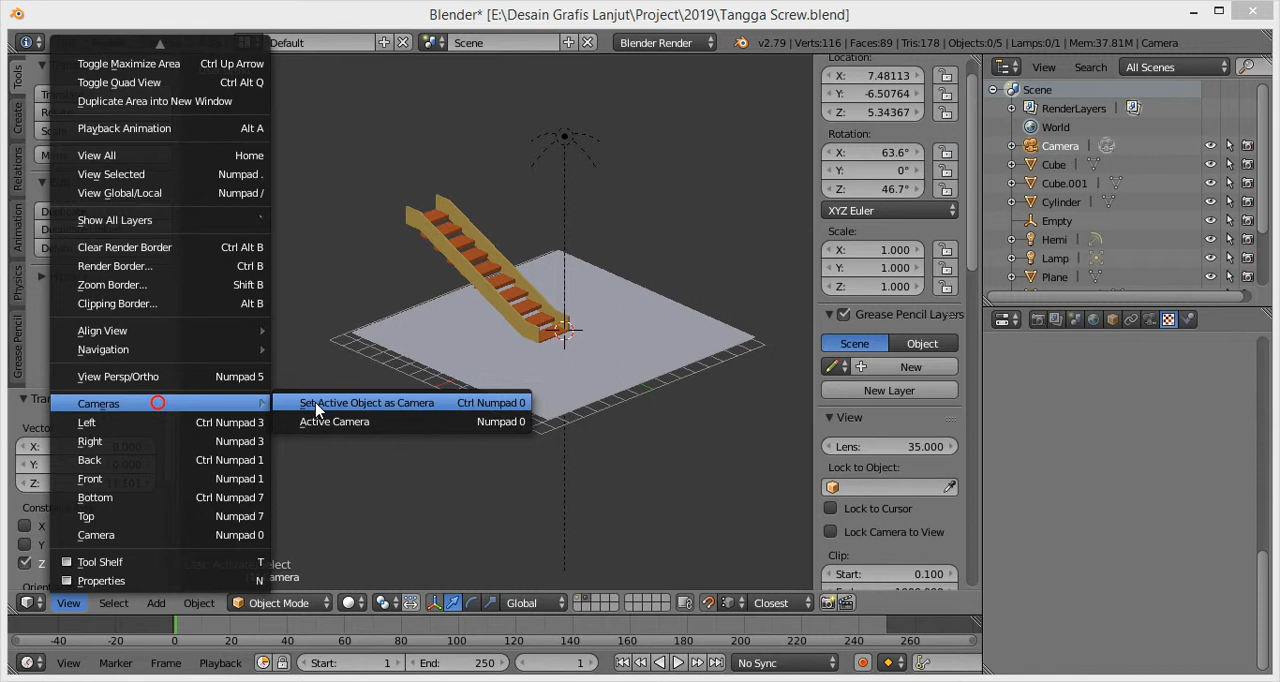 Blender* [E:\Desain Grafis Lanjut\Project\2019\Tangga Screw.blend]
Default
Scene
Blender Render
v2.79 | Verts:116 | Faces:89 | Tris:178 | Objects:0/5 | Lamps:0/1 | Mem:37.81M | Camera
Tools
Create
Relations
Animation
Physics
Grease Pencil
Toggle Maximize Area Ctrl Up Arrow
Toggle Quad View Ctrl Alt Q
Duplicate Area into New Window
Playback Animation Alt A
View All Home
View Selected Numpad .
View Global/Local Numpad /
Show All Layers `
Clear Render Border Ctrl Alt B
Render Border... Ctrl B
Zoom Border... Shift B
Clipping Border... Alt B
Align View
Navigation
View Persp/Ortho Numpad 5
Cameras
Left Ctrl Numpad 3
Right Numpad 3
Back Ctrl Numpad 1
Front Numpad 1
Bottom Ctrl Numpad 7
Top Numpad 7
Camera Numpad 0
Tool Shelf T
Properties N
Set Active Object as Camera Ctrl Numpad 0
Active Camera Numpad 0
Vecto
X:
Y:
Z:
X
Y
Z
Location:
X: 7.48113
Y: -6.50764
Z: 5.34367
Rotation:
X: 63.6°
Y: 0°
Z: 46.7°
XYZ Euler
Scale:
X: 1.000
Y: 1.000
Z: 1.000
Grease Pencil Layers
Scene Object
New
New Layer
View
Lens: 35.000
Lock to Object:
Lock to Cursor
Lock Camera to View
Clip:
Start: 0.100
View Search All Scenes
Scene
RenderLayers
World
Camera
Cube
Cube.001
Cylinder
Empty
Hemi
Lamp
Plane
View Select Add Object Object Mode Global Closest
-40 -20 0 20 40 60 80 100 120 140 160 180 200 220 240 260
View Marker Frame Playback Start: 1 End: 250 1 No Sync